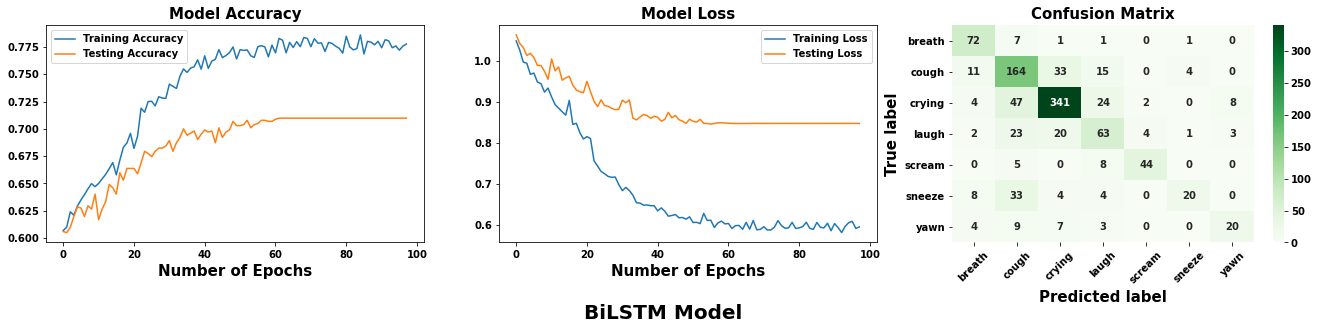 Model Accuracy
Training Accuracy
Testing Accuracy
0.775
0.750
0.725
0.700
0.675
0.650
0.625
0.600
0 20 40 60 80 100
Number of Epochs
Model Loss
Training Loss
Testing Loss
1.0
0.9
0.8
0.7
0.6
0 20 40 60 80 100
Number of Epochs
Confusion Matrix
True label
breath 72 7 1 1 0 1 0
cough 11 164 33 15 0 4 0
crying 4 47 341 24 2 0 8
laugh 2 23 20 63 4 1 3
scream 0 5 0 8 44 0 0
sneeze 8 33 4 4 0 20 0
yawn 4 9 7 3 0 0 20
breath cough crying laugh scream sneeze yawn
Predicted label
300
250
200
150
100
50
0
BiLSTM Model